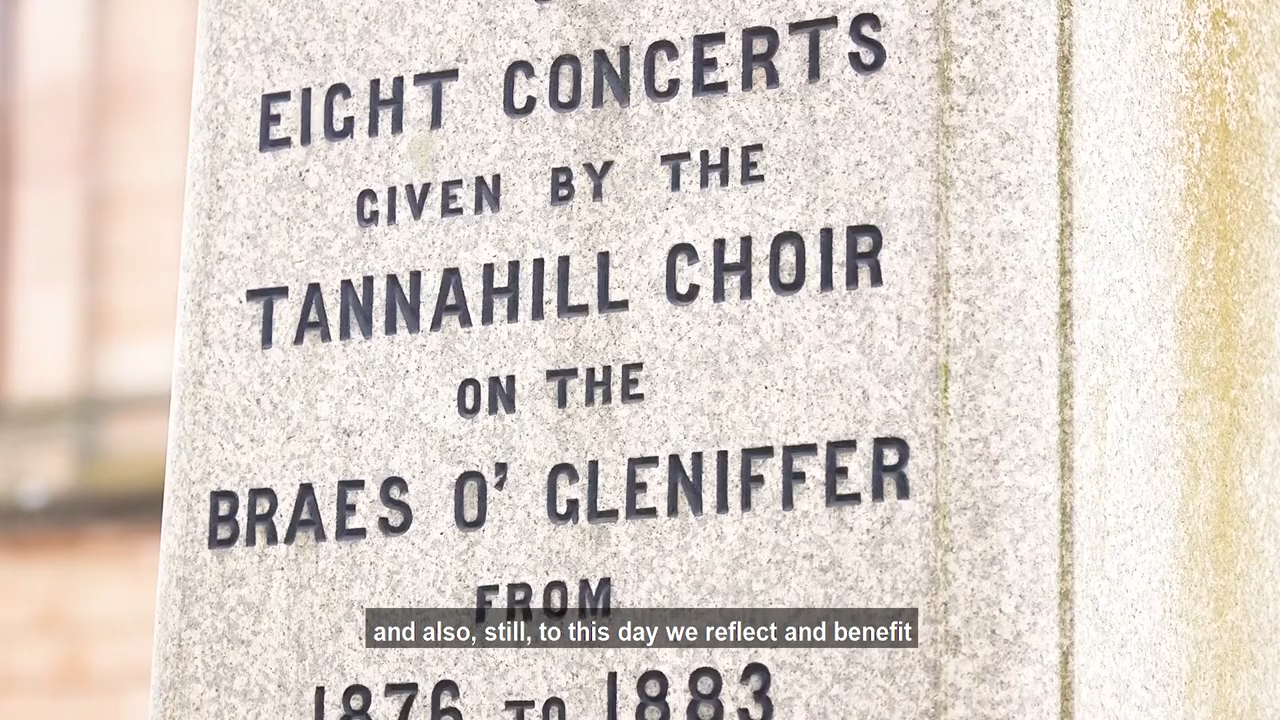 EIGHT CONCERTS
GIVEN BY THE
TANNAHILL CHOIR
ON THE
BRAES O' GLENIFFER
FROM
and also, still, to this day we reflect and benefit
1876 TO 1883